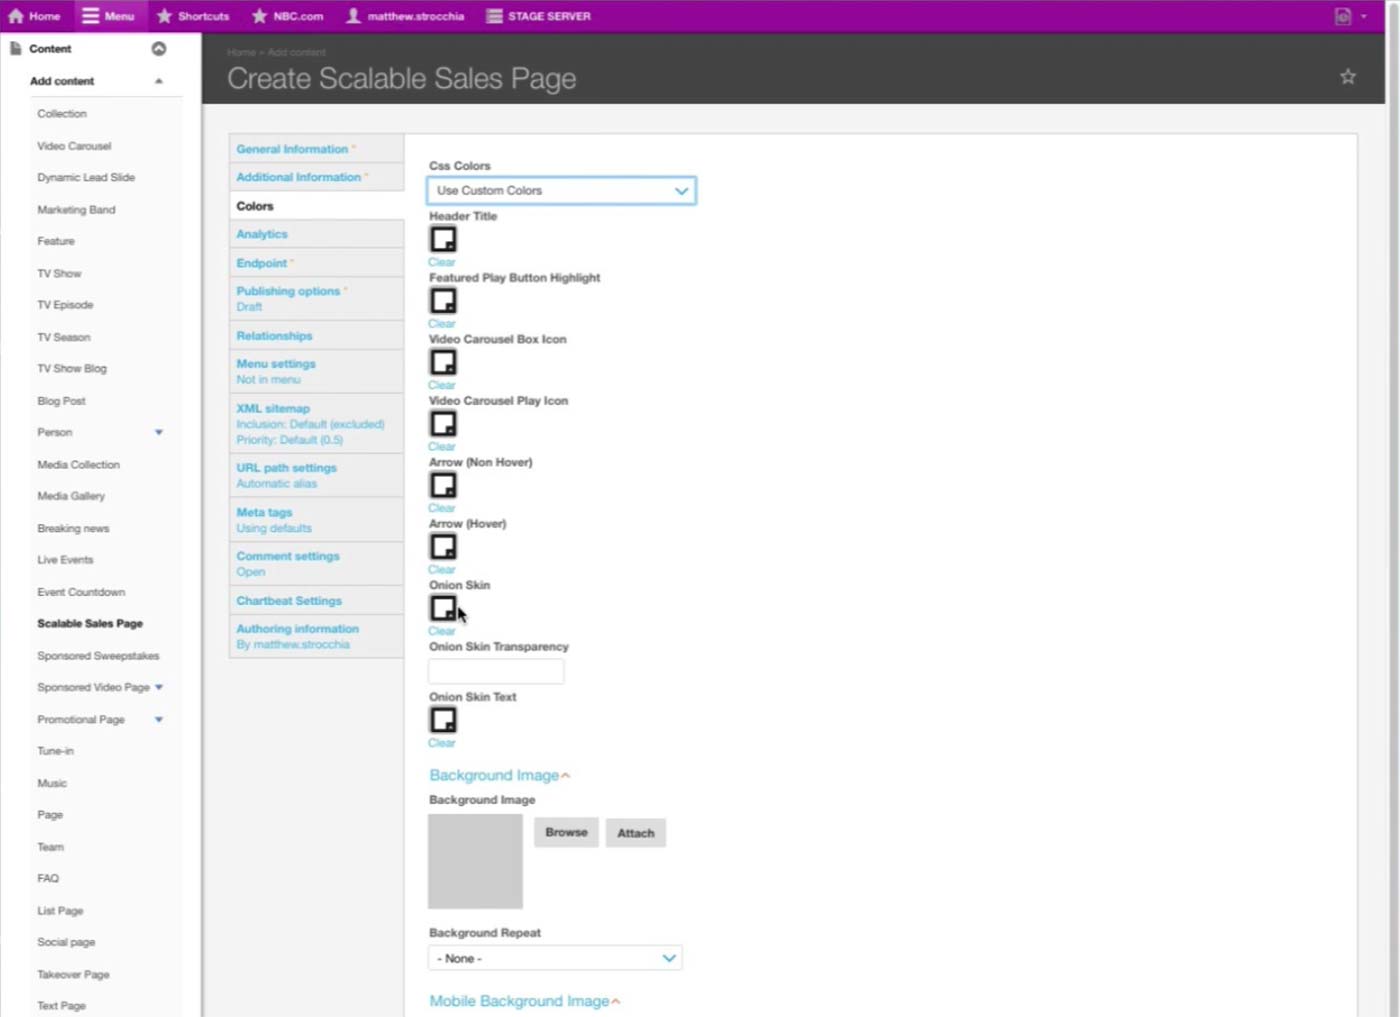 Home
Menu
Shortcuts
NBC.com
matthew.strocchia
STAGE SERVER
Content
Add content
Collection
Video Carousel
Dynamic Lead Slide
Marketing Band
Feature
TV Show
TV Episode
TV Season
TV Show Blog
Blog Post
Person
Media Collection
Media Gallery
Breaking news
Live Events
Event Countdown
Scalable Sales Page
Sponsored Sweepstakes
Sponsored Video Page
Promotional Page
Tune-in
Music
Page
Team
FAQ
List Page
Social page
Takeover Page
Text Page
Home » Add content
Create Scalable Sales Page
General Information *
Additional Information *
Colors
Analytics
Endpoint *
Publishing options *
Draft
Relationships
Menu settings
Not in menu
XML sitemap
Inclusion: Default (excluded)
Priority: Default (0.5)
URL path settings
Automatic alias
Meta tags
Using defaults
Comment settings
Open
Chartbeat Settings
Authoring information
By matthew.strocchia
Css Colors
Use Custom Colors
Header Title
Clear
Featured Play Button Highlight
Clear
Video Carousel Box Icon
Clear
Video Carousel Play Icon
Clear
Arrow (Non Hover)
Clear
Arrow (Hover)
Clear
Onion Skin
Clear
Onion Skin Transparency
Onion Skin Text
Clear
Background Image
Background Image
Browse
Attach
Background Repeat
- None -
Mobile Background Image